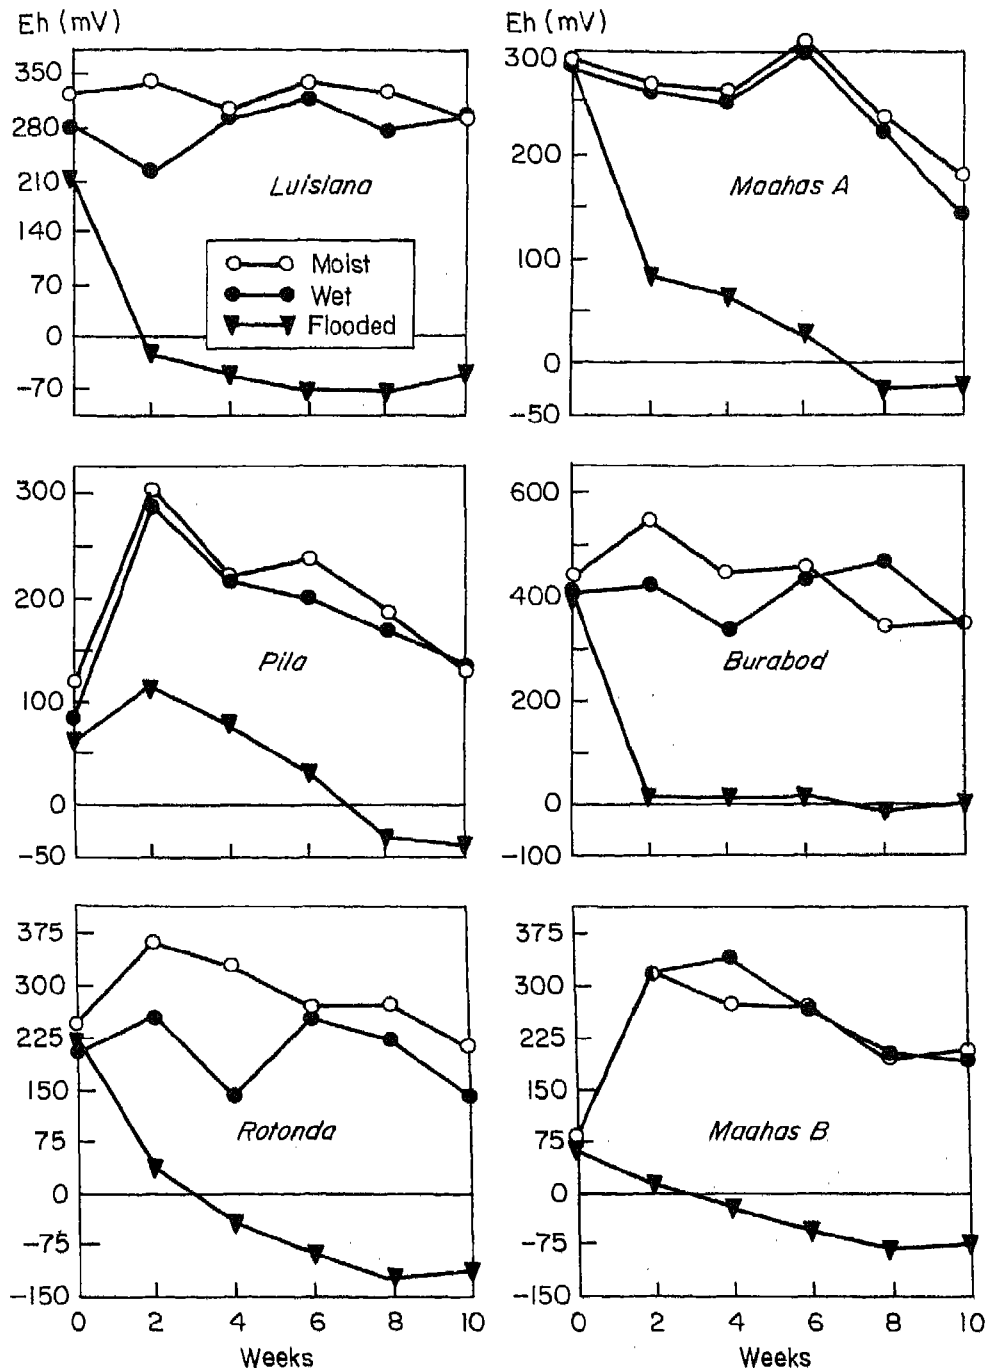 Eh (mV)
350
280
210
140
70
0
-70
Luisiana
Moist
Wet
Flooded
Eh (mV)
300
200
100
0
-50
Maahas A
300
200
100
0
-50
Pila
600
400
200
0
-100
Burabod
375
300
225
150
75
0
-75
-150
Rotonda
0 2 4 6 8 10
Weeks
375
300
225
150
75
0
-75
-150
Maahas B
0 2 4 6 8 10
Weeks